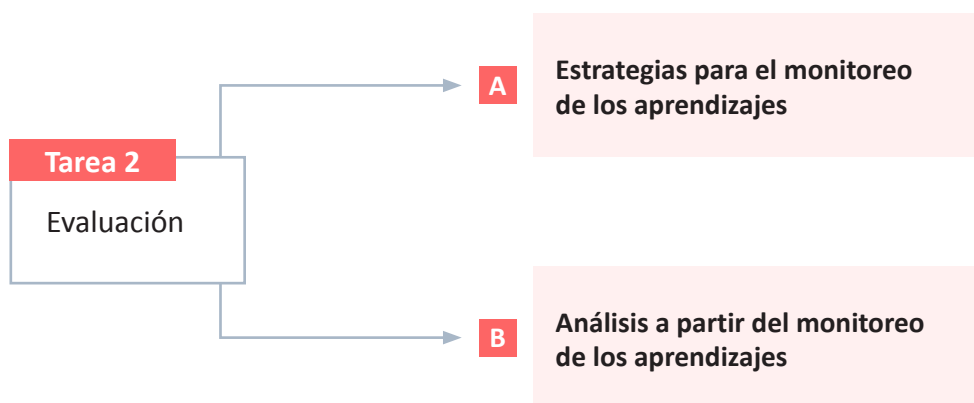 Tarea 2
Evaluación
A
Estrategias para el monitoreo
de los aprendizajes
B
Análisis a partir del monitoreo
de los aprendizajes